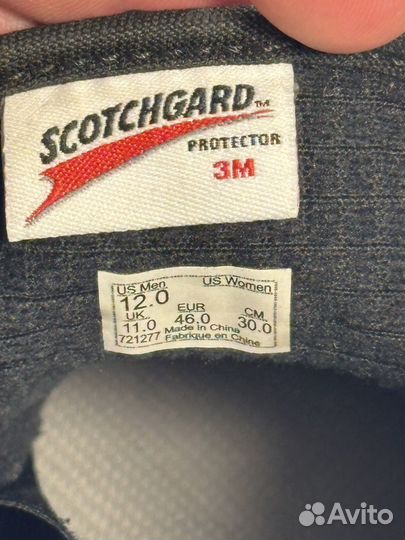 SCOTCHGARD™
PROTECTOR
3M
US Men US Women
12.0
UK EUR CM
11.0 46.0 30.0
Made in China
721277 Fabriqué en Chine
Avito